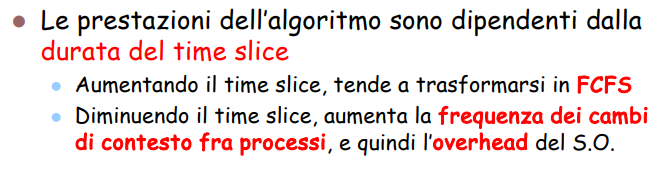 Le prestazioni dell'algoritmo sono dipendenti dalla
durata del time slice
Aumentando il time slice, tende a trasformarsi in FCFS
Diminuendo il time slice, aumenta la frequenza dei cambi
di contesto fra processi, e quindi l'overhead del S.O.